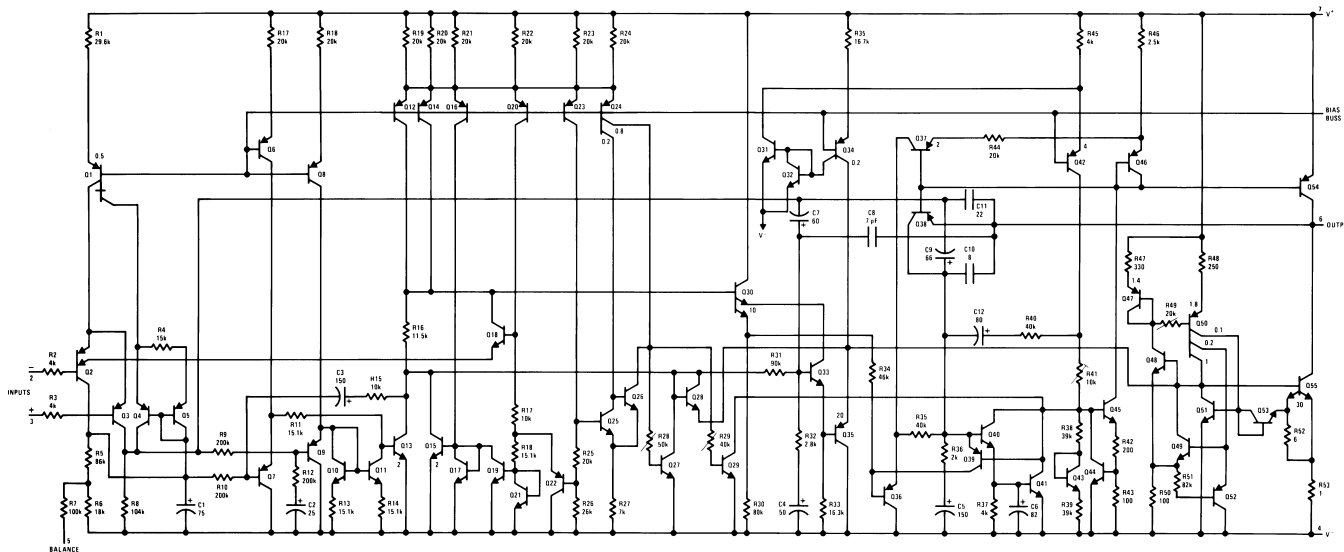 7 V+
R1 29.6k
R17 20k
R18 20k
R19 20k
R20 20k
R21 20k
R22 20k
R23 20k
R24 20k
R35 16.7k
R45 4k
R46 2.5k
Q12
Q14
Q16
Q20
Q23
Q24
0.8
0.2
BIAS BUSS
0.5
Q1
Q6
Q8
Q31
2
Q32
Q34
0.2
Q37
2
R44 20k
4
Q42
Q46
Q54
C7 60
C8 7 pF
V-
Q38
C11 22
C9 66
C10 8
6 OUTP
R47 330
R48 250
1.4
Q47
R49 20k
1.8
Q50
0.1
0.2
1
Q30
10
Q18
R16 11.5k
C12 80
R40 40k
R4 15k
R2 4k
- 2
Q2
INPUTS
+ 3
R3 4k
Q3
Q4
Q5
C3 150
R15 10k
R31 90k
Q33
R34 46k
R41 10k
Q48
Q55
30
R11 15.1k
R9 200k
R10 200k
Q7
R12 200k
Q9
Q10
Q11
Q13
2
Q15
2
Q17
Q19
R17 10k
R18 15.1k
Q21
Q22
R25 20k
R26 26k
Q25
Q26
R28 50k
Q27
Q28
R29 40k
Q29
R27 7k
R30 80k
R32 2.8k
C4 50
R33 16.3k
20
Q35
Q36
R35 40k
R36 2k
Q40
Q39
C5 150
R37 4k
C6 82
Q41
R38 39k
Q43
R39 39k
Q44
Q45
R42 200
R43 100
Q49
R50 100
R51 82k
Q51
Q52
Q53
R52 6
R53 1
R5 86k
R7 100k
R6 18k
R8 104k
C1 75
C2 25
R13 15.1k
R14 15.1k
5 BALANCE
4 V-